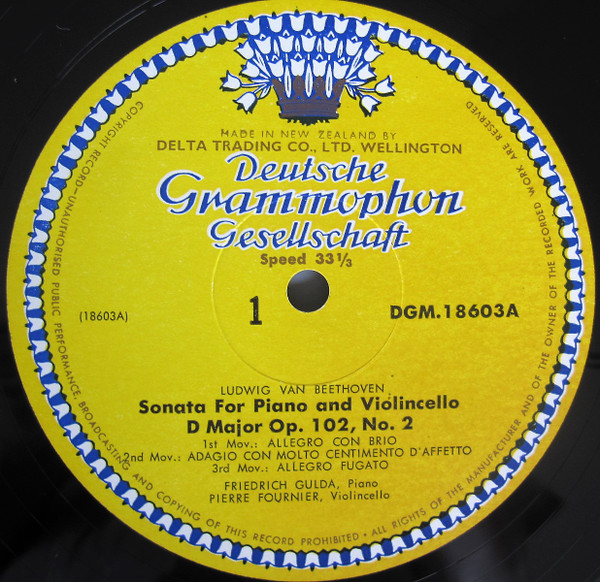 MADE IN NEW ZEALAND BY
DELTA TRADING CO., LTD. WELLINGTON
Deutsche
Grammophon
Gesellschaft
Speed 33 1/3
(18603A)
1
DGM.18603A
LUDWIG VAN BEETHOVEN
Sonata For Piano and Violincello
D Major Op. 102, No. 2
1st Mov.: ALLEGRO CON BRIO
2nd Mov.: ADAGIO CON MOLTO CENTIMENTO D'AFFETTO
3rd Mov.: ALLEGRO FUGATO
FRIEDRICH GULDA, Piano
PIERRE FOURNIER, Violincello
COPYRIGHT RECORD—UNAUTHORISED PUBLIC PERFORMANCE, BROADCASTING AND COPYING OF THIS RECORD PROHIBITED • ALL RIGHTS OF THE MANUFACTURER AND OF THE OWNER OF THE RECORDED WORK ARE RESERVED